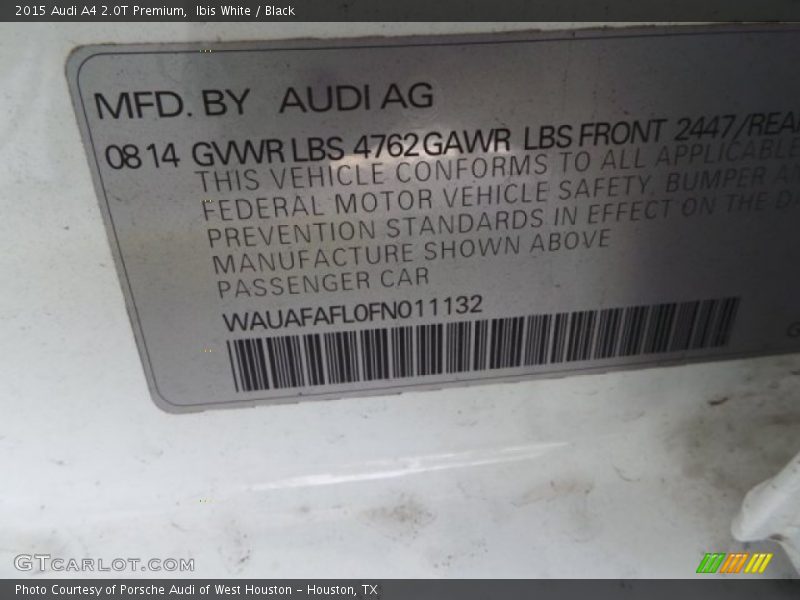 2015 Audi A4 2.0T Premium,  Ibis White / Black
MFD. BY AUDI AG
08 14 GVWR LBS 4762 GAWR LBS FRONT 2447/REA
THIS VEHICLE CONFORMS TO ALL APPLICABLE
FEDERAL MOTOR VEHICLE SAFETY, BUMPER AN
PREVENTION STANDARDS IN EFFECT ON THE DA
MANUFACTURE SHOWN ABOVE
PASSENGER CAR
WAUAFAFL0FN011132
GTCARLOT.COM
Photo Courtesy of Porsche Audi of West Houston - Houston, TX